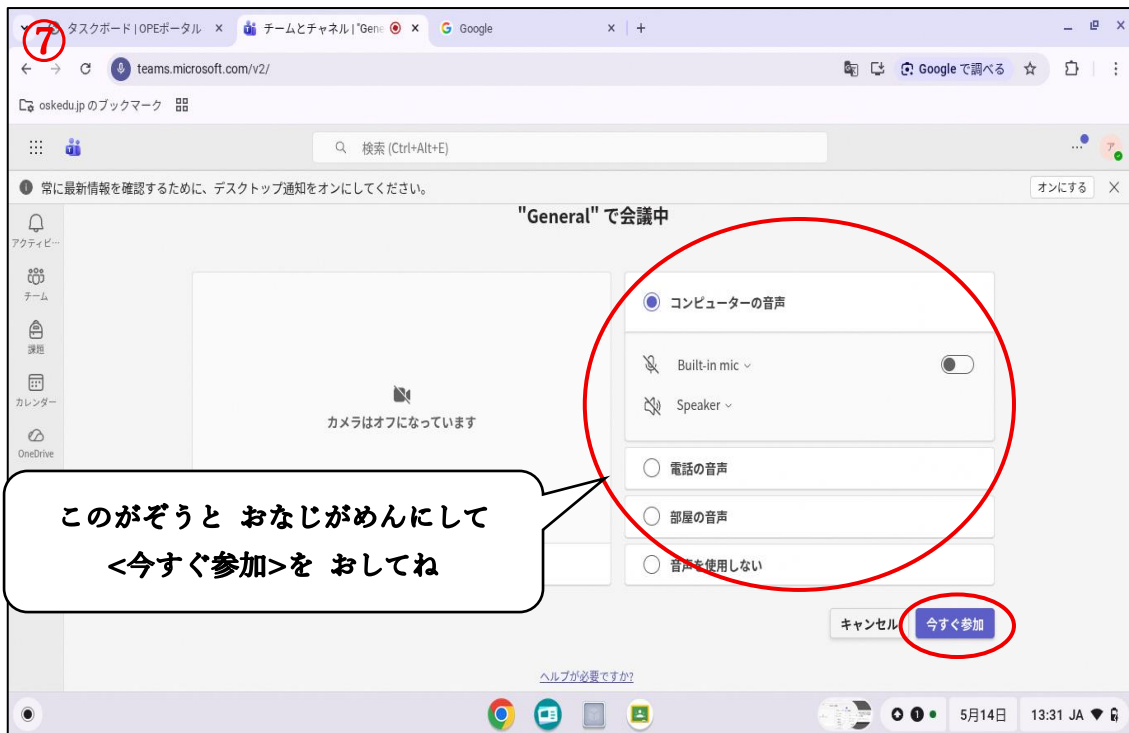 ⑦
タスクボード | OPEポータル
チームとチャネル | "Gene
Google
teams.microsoft.com/v2/
Google で調べる
oskedu.jp のブックマーク
検索 (Ctrl+Alt+E)
ア
常に最新情報を確認するために、デスクトップ通知をオンにしてください。
オンにする
"General" で会議中
アクティビ…
チーム
課題
カレンダー
OneDrive
カメラはオフになっています
コンピューターの音声
Built-in mic
Speaker
電話の音声
部屋の音声
音声を使用しない
このがぞうと おなじがめんにして
<今すぐ参加>を おしてね
キャンセル
今すぐ参加
ヘルプが必要ですか?
5月14日
13:31 JA